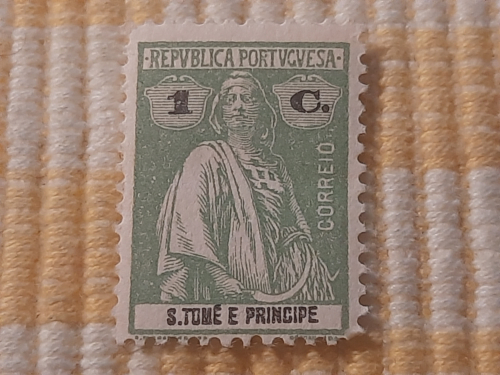 ·REPVBLICA PORTVGVESA·
1 C.
CORREIO
S.TOMÉ E PRINCIPE